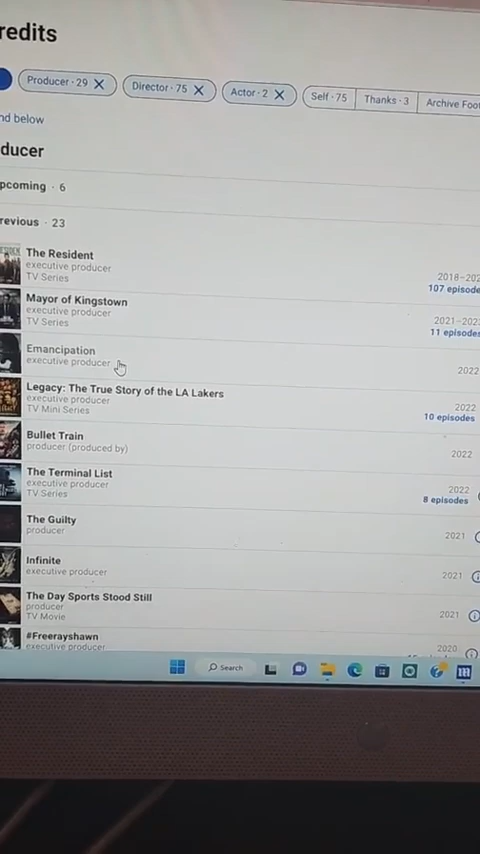 redits
Producer · 29
Director · 75
Actor · 2
Self · 75
Thanks · 3
Archive Foot
nd below
ducer
pcoming · 6
revious · 23
The Resident
executive producer
TV Series
2018–202
107 episode
Mayor of Kingstown
executive producer
TV Series
2021–202
11 episodes
Emancipation
executive producer
2022
Legacy: The True Story of the LA Lakers
executive producer
TV Mini Series
2022
10 episodes
Bullet Train
producer (produced by)
2022
The Terminal List
executive producer
TV Series
2022
8 episodes
The Guilty
producer
2021
Infinite
executive producer
2021
The Day Sports Stood Still
producer
TV Movie
2021
#Freerayshawn
executive producer
2020
Search